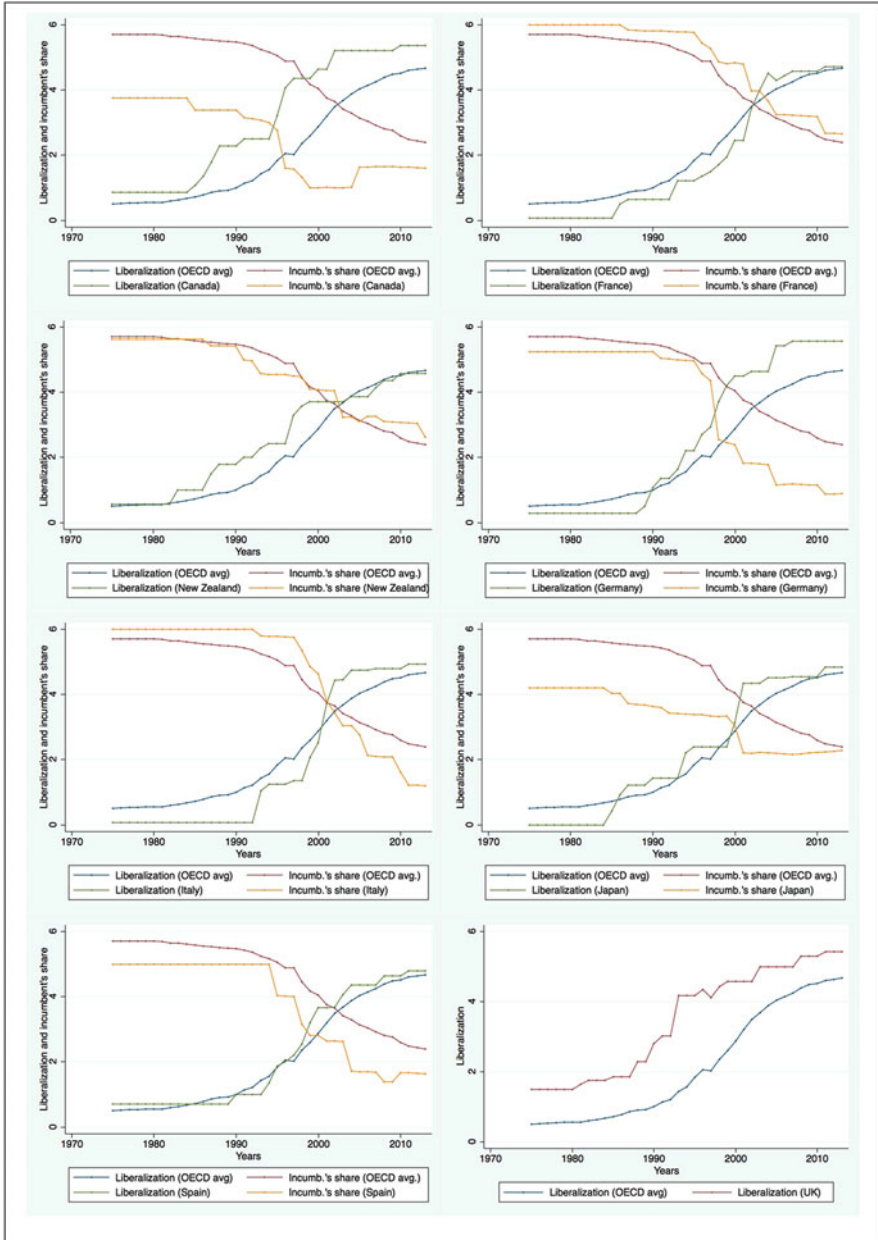 Liberalization and incumbent's share
0 2 4 6
1970 1980 1990 2000 2010
Years
Liberalization (OECD avg) Incumb.'s share (OECD avg.)
Liberalization (Canada) Incumb.'s share (Canada)
Liberalization and incumbent's share
0 2 4 6
1970 1980 1990 2000 2010
Years
Liberalization (OECD avg) Incumb.'s share (OECD avg.)
Liberalization (France) Incumb.'s share (France)
Liberalization and incumbent's share
0 2 4 6
1970 1980 1990 2000 2010
Years
Liberalization (OECD avg) Incumb.'s share (OECD avg.)
Liberalization (New Zealand) Incumb.'s share (New Zealand)
Liberalization and incumbent's share
0 2 4 6
1970 1980 1990 2000 2010
Years
Liberalization (OECD avg) Incumb.'s share (OECD avg.)
Liberalization (Germany) Incumb.'s share (Germany)
Liberalization and incumbent's share
0 2 4 6
1970 1980 1990 2000 2010
Years
Liberalization (OECD avg) Incumb.'s share (OECD avg.)
Liberalization (Italy) Incumb.'s share (Italy)
Liberalization and incumbent's share
0 2 4 6
1970 1980 1990 2000 2010
Years
Liberalization (OECD avg) Incumb.'s share (OECD avg.)
Liberalization (Japan) Incumb.'s share (Japan)
Liberalization and incumbent's share
0 2 4 6
1970 1980 1990 2000 2010
Years
Liberalization (OECD avg) Incumb.'s share (OECD avg.)
Liberalization (Spain) Incumb.'s share (Spain)
Liberalization
0 2 4 6
1970 1980 1990 2000 2010
Years
Liberalization (OECD avg) Liberalization (UK)